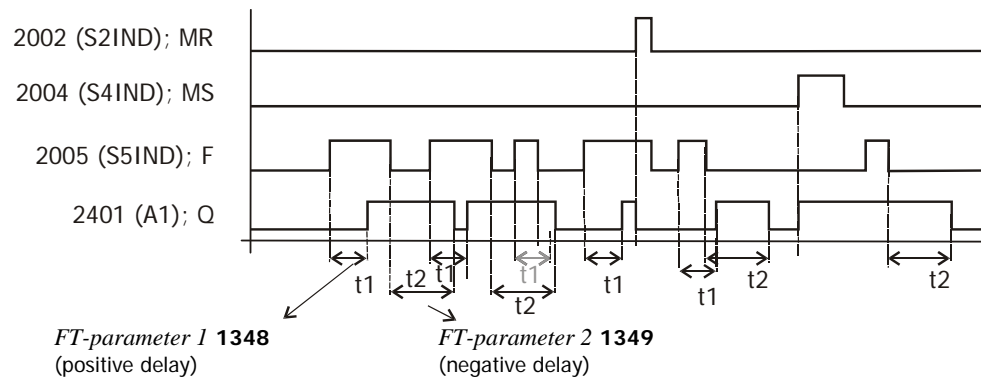 2002 (S2IND); MR
2004 (S4IND); MS
2005 (S5IND); F
2401 (A1); Q
t1
t2
t1
t1
t2
t1
t1
t2
t2
FT-parameter 1 1348
(positive delay)
FT-parameter 2 1349
(negative delay)